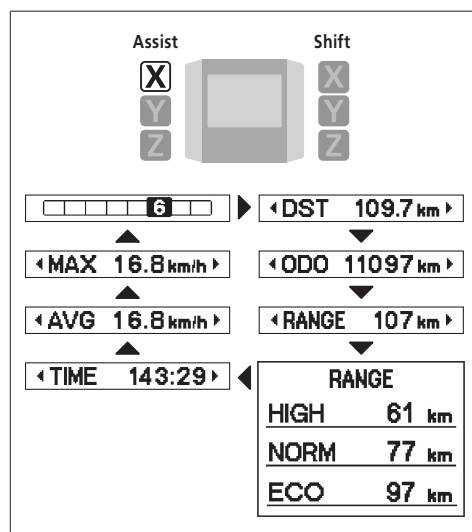 Assist Shift
X X
Y Y
Z Z
6 DST 109.7 km
MAX 16.8 km/h ODO 11097 km
AVG 16.8 km/h RANGE 107 km
TIME 143:29 RANGE
HIGH 61 km
NORM 77 km
ECO 97 km